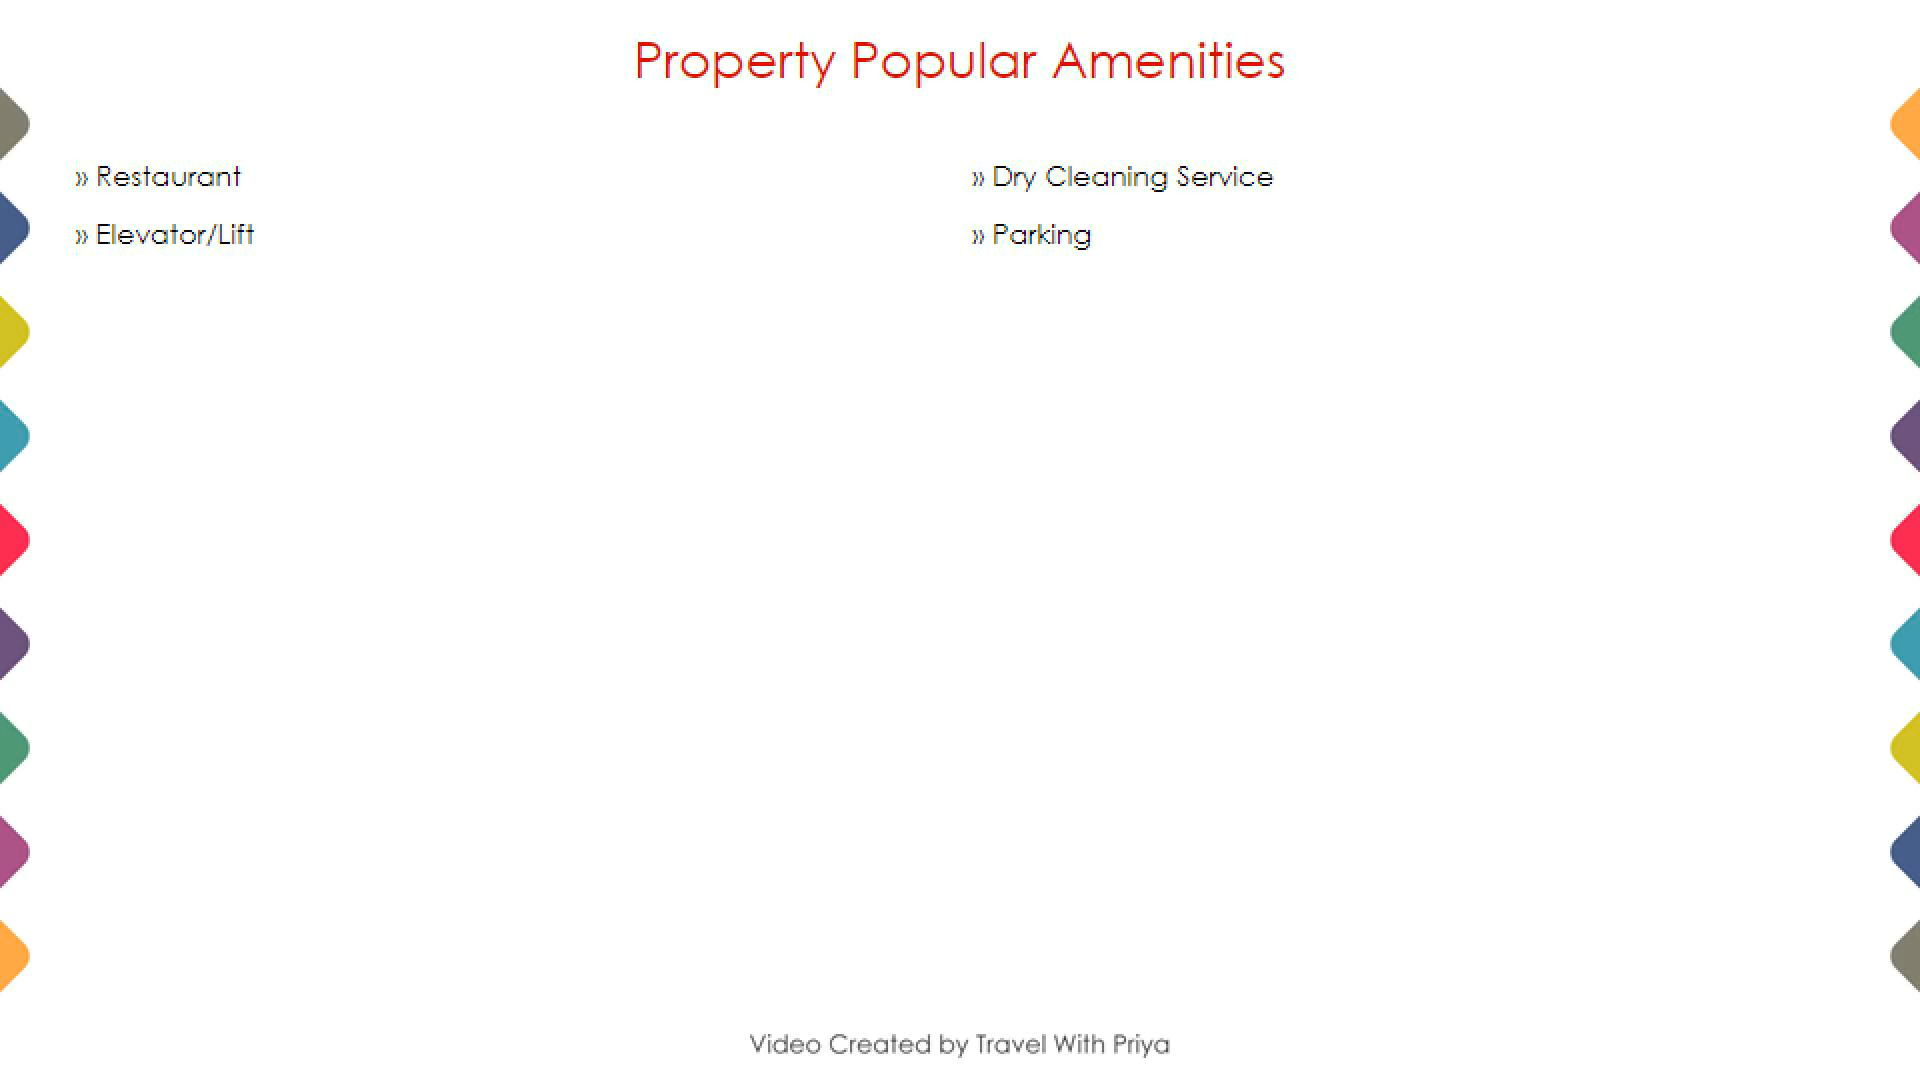 Property Popular Amenities
» Restaurant
» Dry Cleaning Service
» Elevator/Lift
» Parking
Video Created by Travel With Priya